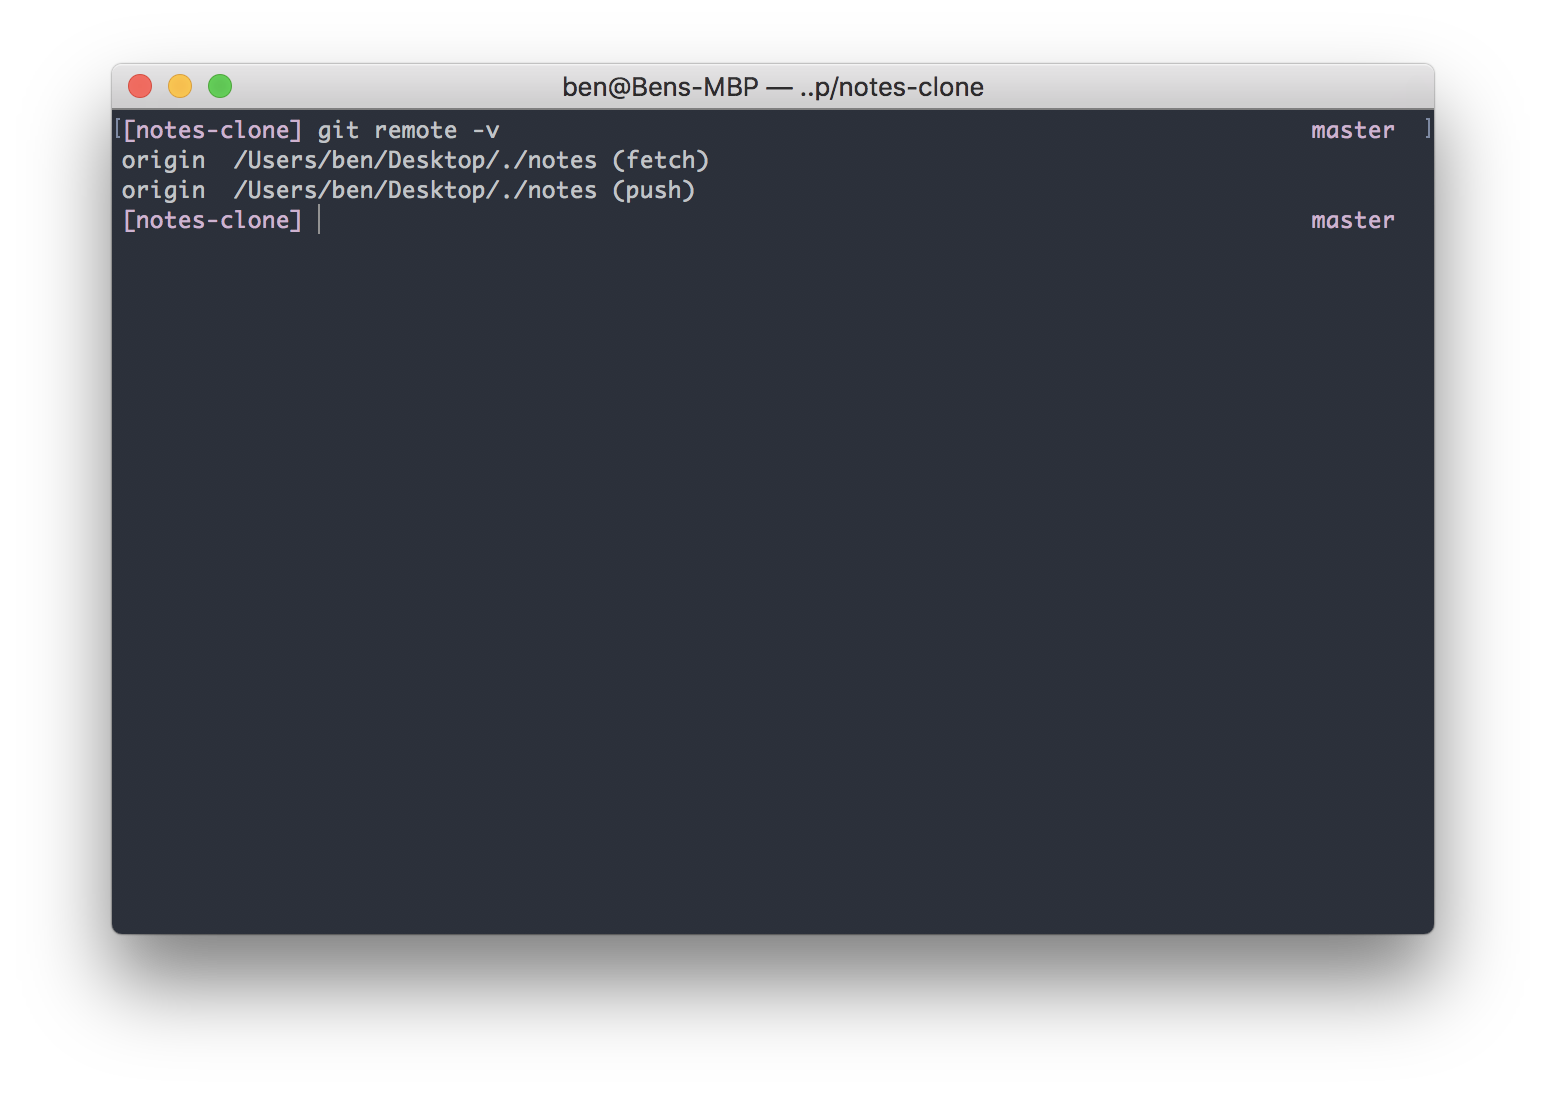 ben@Bens-MBP — ..p/notes-clone
[notes-clone] git remote -v master
origin /Users/ben/Desktop/./notes (fetch)
origin /Users/ben/Desktop/./notes (push)
[notes-clone] master